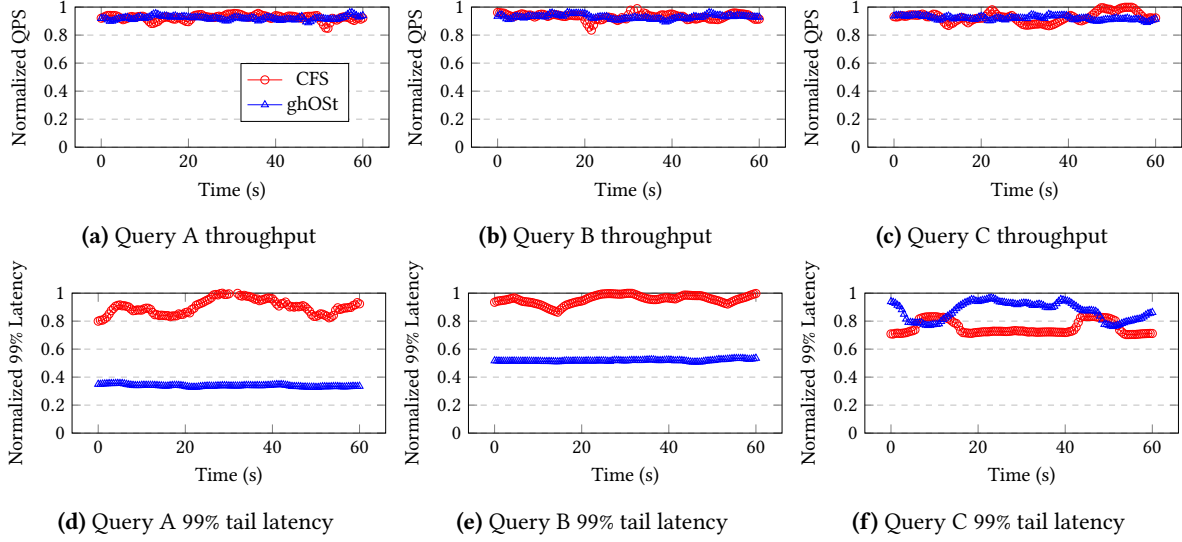 Normalized QPS
1
0.8
0.6
0.4
0.2
0
0 20 40 60
Time (s)
CFS
ghOSt
(a) Query A throughput
Normalized QPS
1
0.8
0.6
0.4
0.2
0
0 20 40 60
Time (s)
(b) Query B throughput
Normalized QPS
1
0.8
0.6
0.4
0.2
0
0 20 40 60
Time (s)
(c) Query C throughput
Normalized 99% Latency
1
0.8
0.6
0.4
0.2
0
0 20 40 60
Time (s)
(d) Query A 99% tail latency
Normalized 99% Latency
1
0.8
0.6
0.4
0.2
0
0 20 40 60
Time (s)
(e) Query B 99% tail latency
Normalized 99% Latency
1
0.8
0.6
0.4
0.2
0
0 20 40 60
Time (s)
(f) Query C 99% tail latency